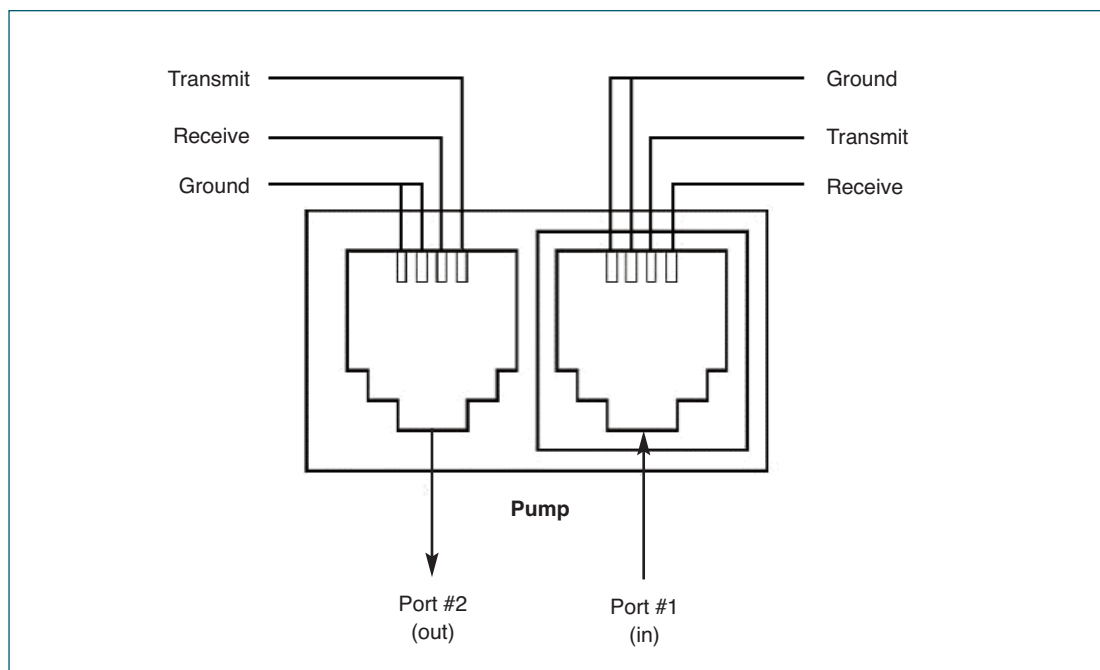 Transmit
Receive
Ground
Ground
Transmit
Receive
Pump
Port #2
(out)
Port #1
(in)